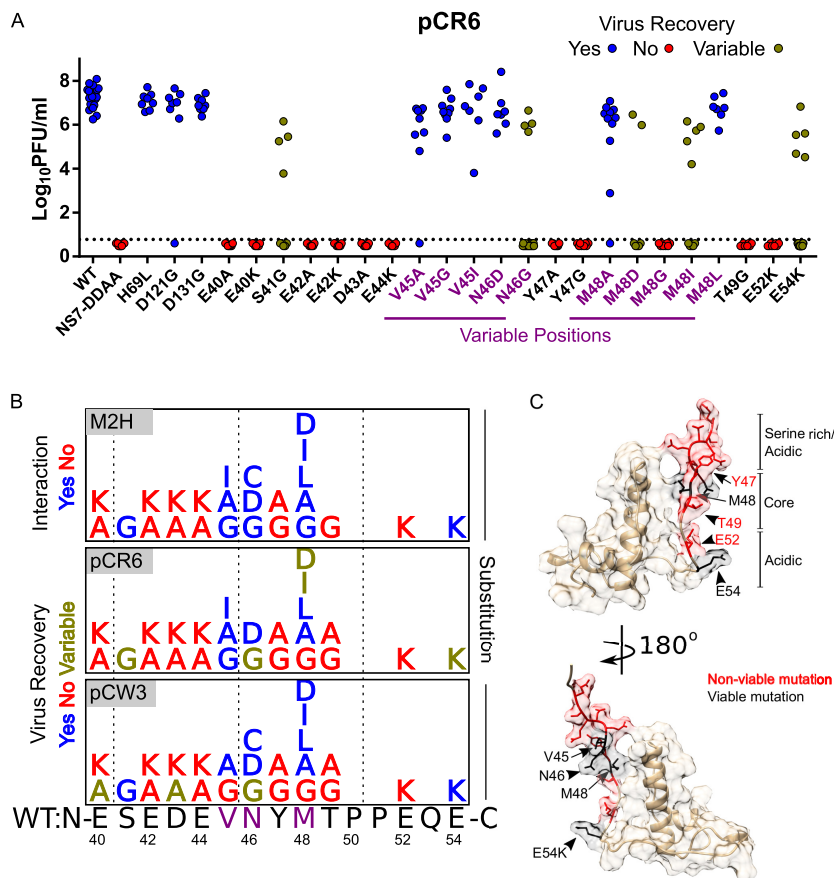 A
pCR6
Virus Recovery
Yes No Variable
Log10PFU/ml
8
6
4
2
0
WT NS7-DDAA H69L D121G D131G E40A E40K S41G E42A E42K D43A E44K V45A V45G V45I N46D N46G Y47A Y47G M48A M48D M48G M48I M48L T49G E52K E54K
Variable Positions
B
Interaction
Yes No
M2H
D
I
I C L
K K K K A D A A
A G A A A G G G G G K K
Virus Recovery
Yes Variable No
pCR6
D
I
I L
K K K K A D A A A
A G A A A G G G G G K K
pCW3
D
I
C L
K K K K A D A A A
A G A A A G G G G G K K
Substitution
WT:N-E S E D E V N Y M T P P E Q E -C
40 42 44 46 48 50 52 54
C
Serine rich/
Acidic
Y47
M48
Core
T49
E52
Acidic
E54
180°
Non-viable mutation
Viable mutation
V45
N46
M48
E54K